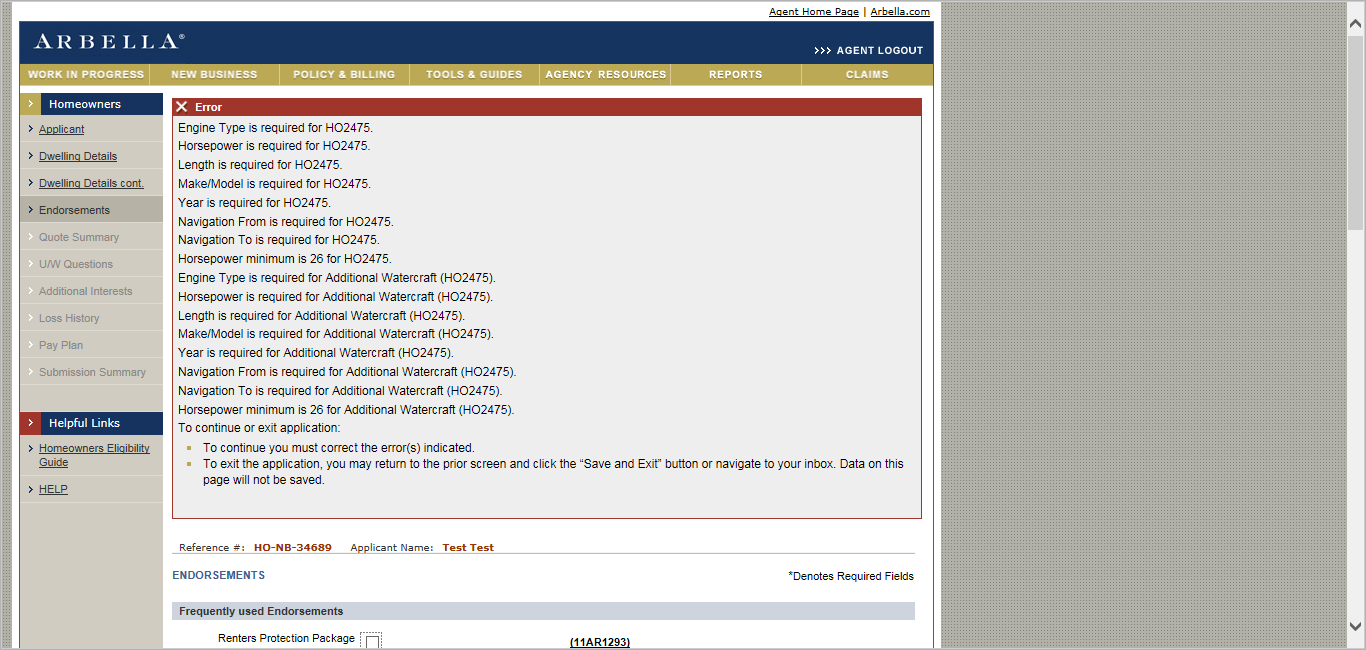 Agent Home Page | Arbella.com
ARBELLA®
>>> AGENT LOGOUT
WORK IN PROGRESS NEW BUSINESS POLICY & BILLING TOOLS & GUIDES AGENCY RESOURCES REPORTS CLAIMS
Homeowners
Applicant
Dwelling Details
Dwelling Details cont.
Endorsements
Quote Summary
U/W Questions
Additional Interests
Loss History
Pay Plan
Submission Summary
Helpful Links
Homeowners Eligibility
Guide
HELP
Error
Engine Type is required for HO2475.
Horsepower is required for HO2475.
Length is required for HO2475.
Make/Model is required for HO2475.
Year is required for HO2475.
Navigation From is required for HO2475.
Navigation To is required for HO2475.
Horsepower minimum is 26 for HO2475.
Engine Type is required for Additional Watercraft (HO2475).
Horsepower is required for Additional Watercraft (HO2475).
Length is required for Additional Watercraft (HO2475).
Make/Model is required for Additional Watercraft (HO2475).
Year is required for Additional Watercraft (HO2475).
Navigation From is required for Additional Watercraft (HO2475).
Navigation To is required for Additional Watercraft (HO2475).
Horsepower minimum is 26 for Additional Watercraft (HO2475).
To continue or exit application:
To continue you must correct the error(s) indicated.
To exit the application, you may return to the prior screen and click the “Save and Exit” button or navigate to your inbox. Data on this
page will not be saved.
Reference #: HO-NB-34689 Applicant Name: Test Test
ENDORSEMENTS
*Denotes Required Fields
Frequently used Endorsements
Renters Protection Package
(11AR1293)